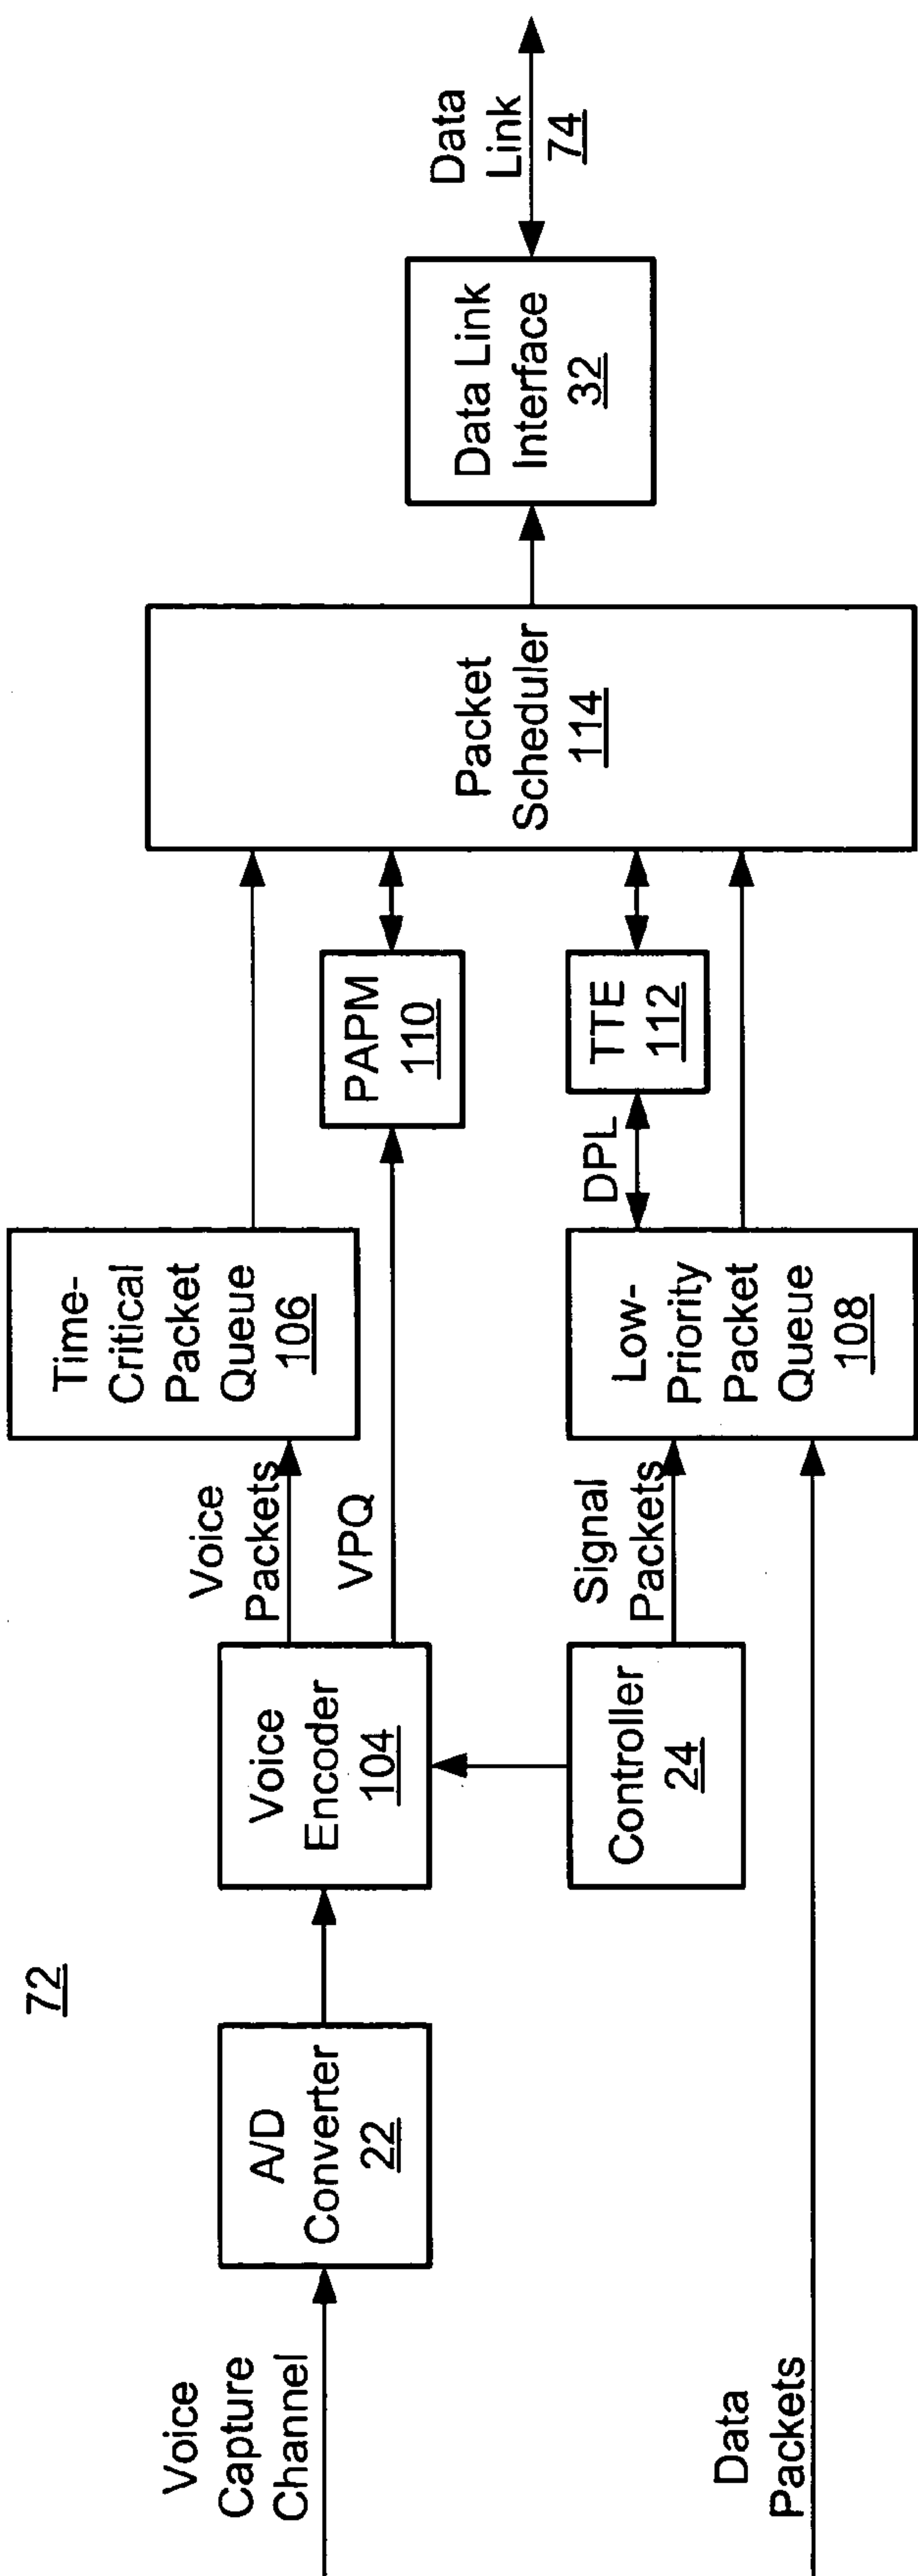 72
Voice
Capture
Channel
A/D
Converter
22
Voice
Encoder
104
Voice
Packets
VPQ
Time-
Critical
Packet
Queue
106
PAPM
110
Packet
Scheduler
114
Data Link
Interface
32
Data
Link
74
Controller
24
Signal
Packets
Low-
Priority
Packet
Queue
108
DPL
TTE
112
Data
Packets